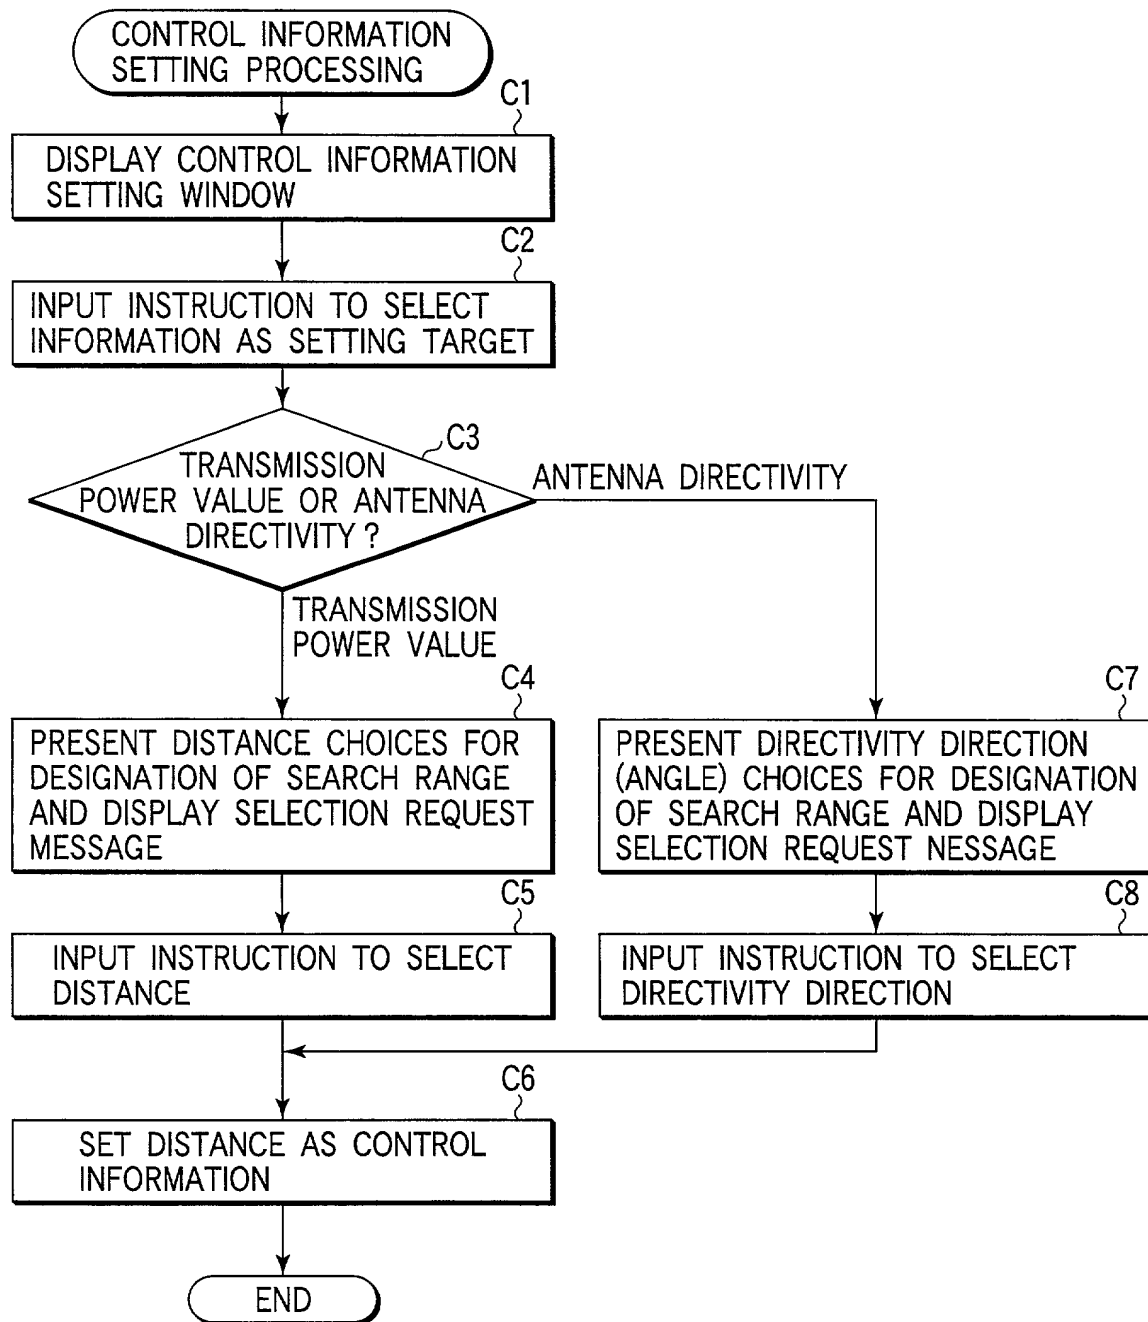 CONTROL INFORMATION
SETTING PROCESSING
C1
DISPLAY CONTROL INFORMATION
SETTING WINDOW
C2
INPUT INSTRUCTION TO SELECT
INFORMATION AS SETTING TARGET
C3
TRANSMISSION
POWER VALUE OR ANTENNA
DIRECTIVITY ?
ANTENNA DIRECTIVITY
TRANSMISSION
POWER VALUE
C4
PRESENT DISTANCE CHOICES FOR
DESIGNATION OF SEARCH RANGE
AND DISPLAY SELECTION REQUEST
MESSAGE
C7
PRESENT DIRECTIVITY DIRECTION
(ANGLE) CHOICES FOR DESIGNATION
OF SEARCH RANGE AND DISPLAY
SELECTION REQUEST NESSAGE
C5
INPUT INSTRUCTION TO SELECT
DISTANCE
C8
INPUT INSTRUCTION TO SELECT
DIRECTIVITY DIRECTION
C6
SET DISTANCE AS CONTROL
INFORMATION
END